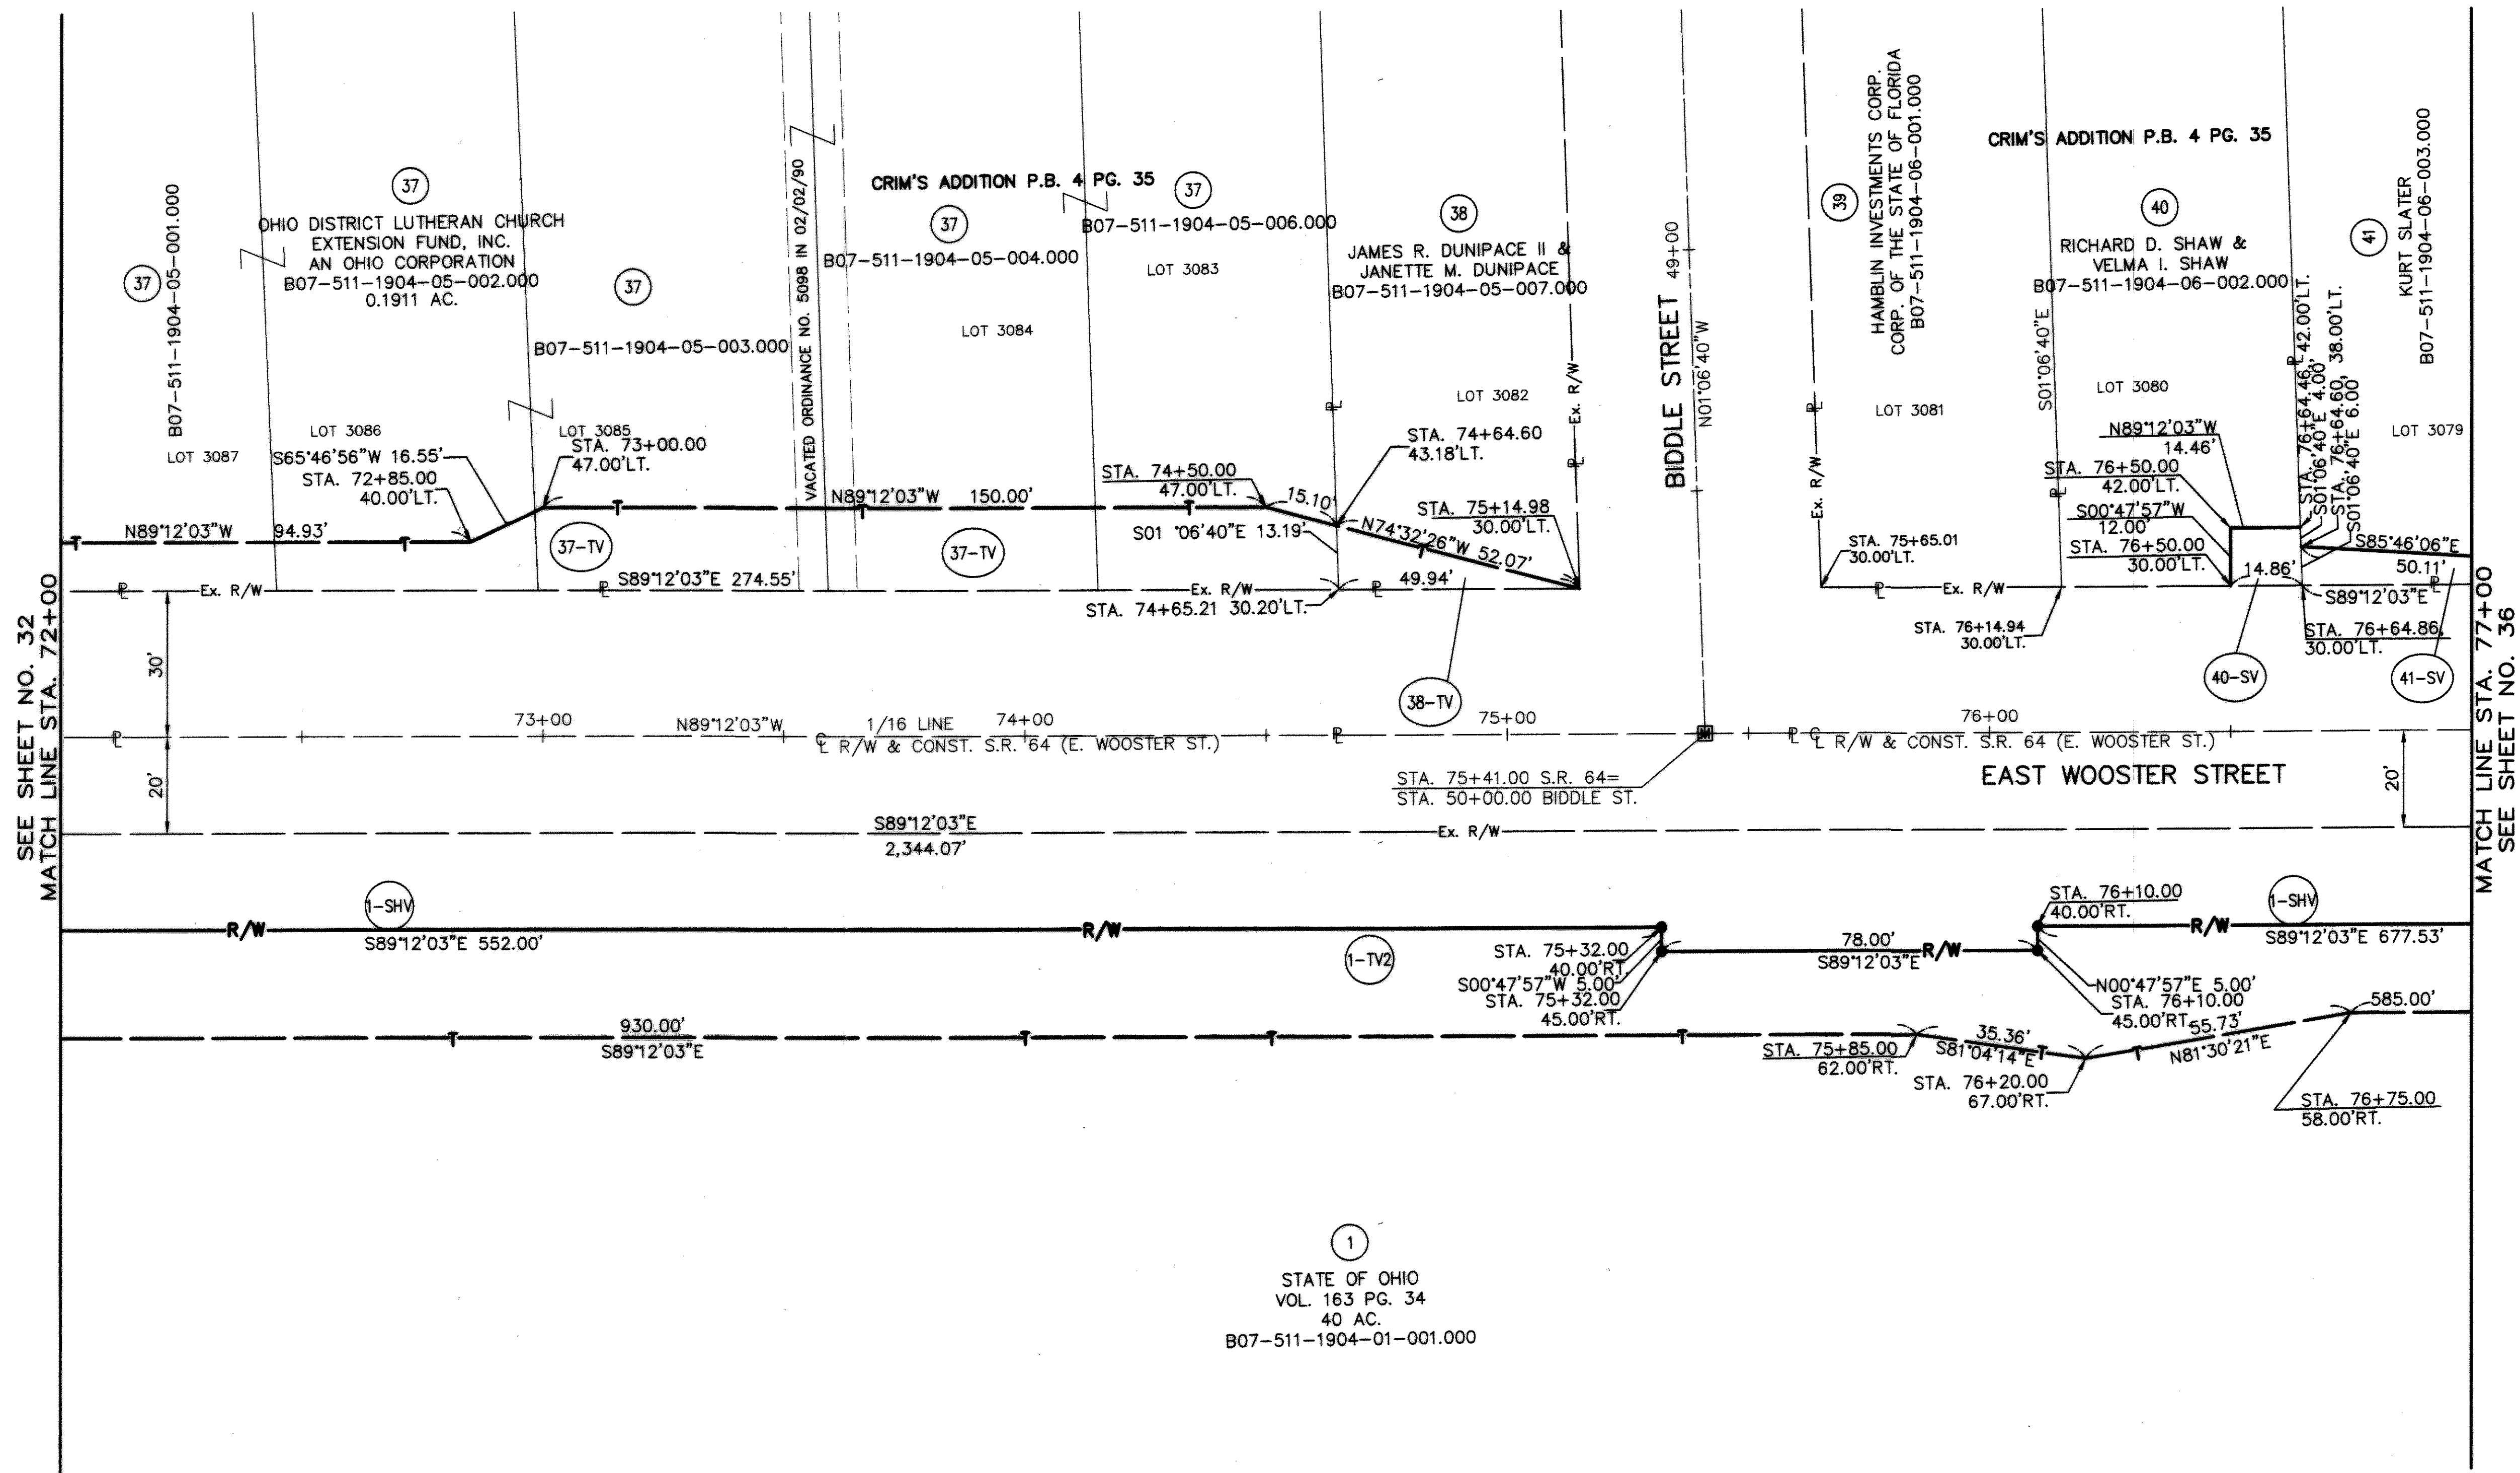 SEE SHEET NO. 32
MATCH LINE STA. 72+00
37
B07-511-1904-05-001.000
LOT 3087
37
OHIO DISTRICT LUTHERAN CHURCH
EXTENSION FUND, INC.
AN OHIO CORPORATION
B07-511-1904-05-002.000
0.1911 AC.
LOT 3086
37
B07-511-1904-05-003.000
LOT 3085
VACATED ORDINANCE NO. 5098 IN 02/02/90
CRIM'S ADDITION P.B. 4 PG. 35
37
B07-511-1904-05-004.000
LOT 3084
37
B07-511-1904-05-006.000
LOT 3083
38
JAMES R. DUNIPACE II &
JANETTE M. DUNIPACE
B07-511-1904-05-007.000
LOT 3082
Ex. R/W
BIDDLE STREET
49+00
N01°06'40"W
Ex. R/W
39
HAMBLIN INVESTMENTS CORP.
CORP. OF THE STATE OF FLORIDA
B07-511-1904-06-001.000
LOT 3081
CRIM'S ADDITION P.B. 4 PG. 35
S01°06'40"E
40
RICHARD D. SHAW &
VELMA I. SHAW
B07-511-1904-06-002.000
LOT 3080
41
KURT SLATER
B07-511-1904-06-003.000
LOT 3079
S65°46'56"W 16.55'
STA. 72+85.00
40.00'LT.
STA. 73+00.00
47.00'LT.
N89°12'03"W 94.93'
T
T
T
N89°12'03"W 150.00'
T
T
STA. 74+50.00
47.00'LT.
15.10'
STA. 74+64.60
43.18'LT.
S01°06'40"E 13.19'
N74°32'26"W 52.07'
T
STA. 75+14.98
30.00'LT.
37-TV
37-TV
Ex. R/W
S89°12'03"E 274.55'
Ex. R/W
49.94'
STA. 74+65.21 30.20'LT.
38-TV
STA. 75+65.01
30.00'LT.
Ex. R/W
STA. 76+14.94
30.00'LT.
N89°12'03"W
14.46'
STA. 76+50.00
42.00'LT.
S00°47'57"W
12.00'
STA. 76+50.00
30.00'LT.
STA. 76+64.46, 42.00'LT.
S01°06'40"E 4.00'
STA. 76+64.60, 38.00'LT.
S01°06'40"E 6.00'
S85°46'06"E
50.11'
14.86'
S89°12'03"E
STA. 76+64.86,
30.00'LT.
40-SV
41-SV
30'
20'
73+00
N89°12'03"W
1/16 LINE
74+00
75+00
76+00
℄ R/W & CONST. S.R. 64 (E. WOOSTER ST.)
℄ R/W & CONST. S.R. 64 (E. WOOSTER ST.)
STA. 75+41.00 S.R. 64=
STA. 50+00.00 BIDDLE ST.
EAST WOOSTER STREET
20'
S89°12'03"E
2,344.07'
Ex. R/W
1-SHV
R/W
S89°12'03"E 552.00'
R/W
1-TV2
STA. 75+32.00
40.00'RT.
S00°47'57"W 5.00'
STA. 75+32.00
45.00'RT.
78.00'
S89°12'03"E
R/W
STA. 76+10.00
40.00'RT.
1-SHV
R/W
S89°12'03"E 677.53'
N00°47'57"E 5.00'
STA. 76+10.00
45.00'RT.
585.00'
930.00'
S89°12'03"E
T
T
T
T
STA. 75+85.00
62.00'RT.
35.36'
S81°04'14"E
T
STA. 76+20.00
67.00'RT.
55.73'
T
N81°30'21"E
STA. 76+75.00
58.00'RT.
1
STATE OF OHIO
VOL. 163 PG. 34
40 AC.
B07-511-1904-01-001.000
MATCH LINE STA. 77+00
SEE SHEET NO. 36